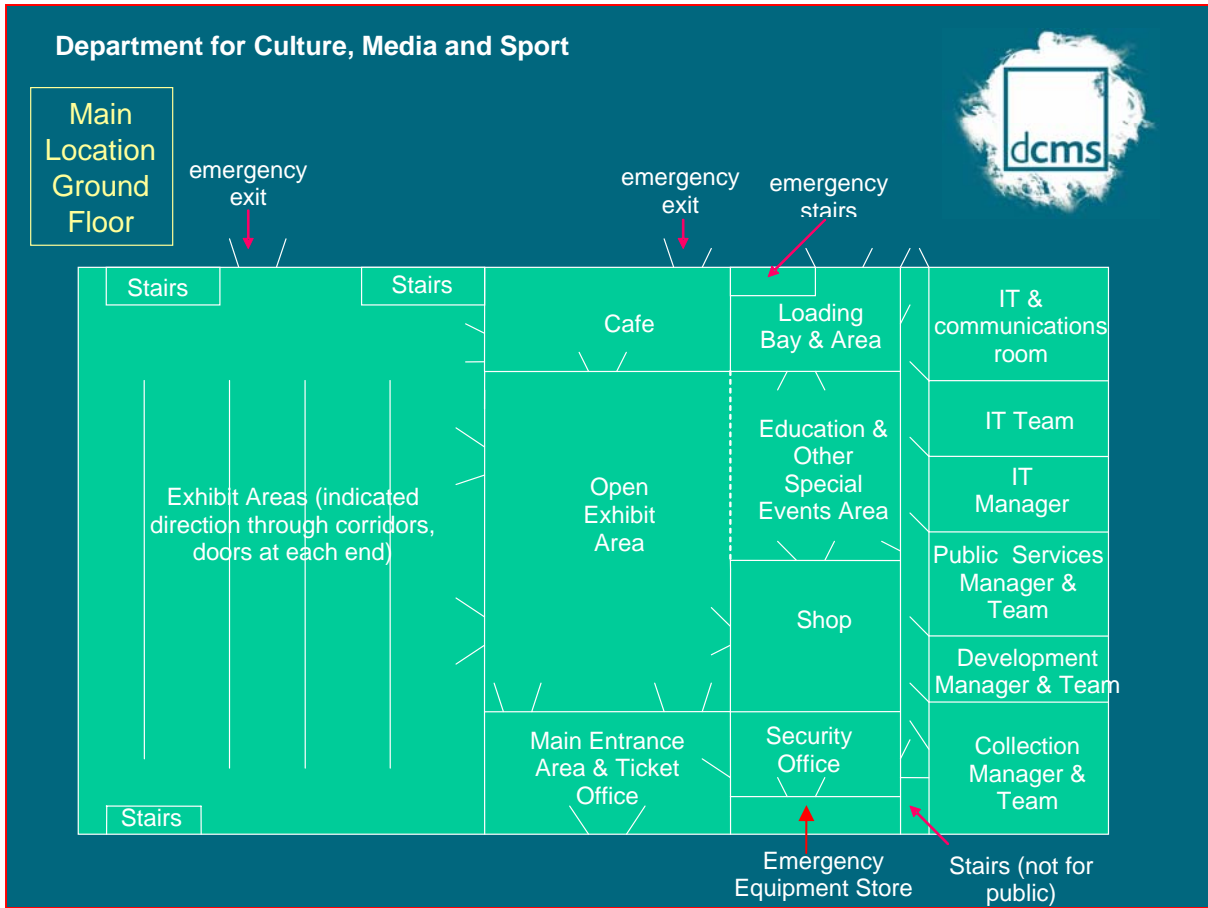 Department for Culture, Media and Sport
dcms
Main
Location
Ground
Floor
emergency
exit
emergency
exit
emergency
stairs
Stairs
Stairs
Cafe
Loading
Bay & Area
IT &
communications
room
IT Team
Education &
Other
Special
Events Area
IT
Manager
Exhibit Areas (indicated
direction through corridors,
doors at each end)
Open
Exhibit
Area
Public Services
Manager &
Team
Shop
Development
Manager & Team
Main Entrance
Area & Ticket
Office
Security
Office
Collection
Manager &
Team
Stairs
Emergency
Equipment Store
Stairs (not for
public)